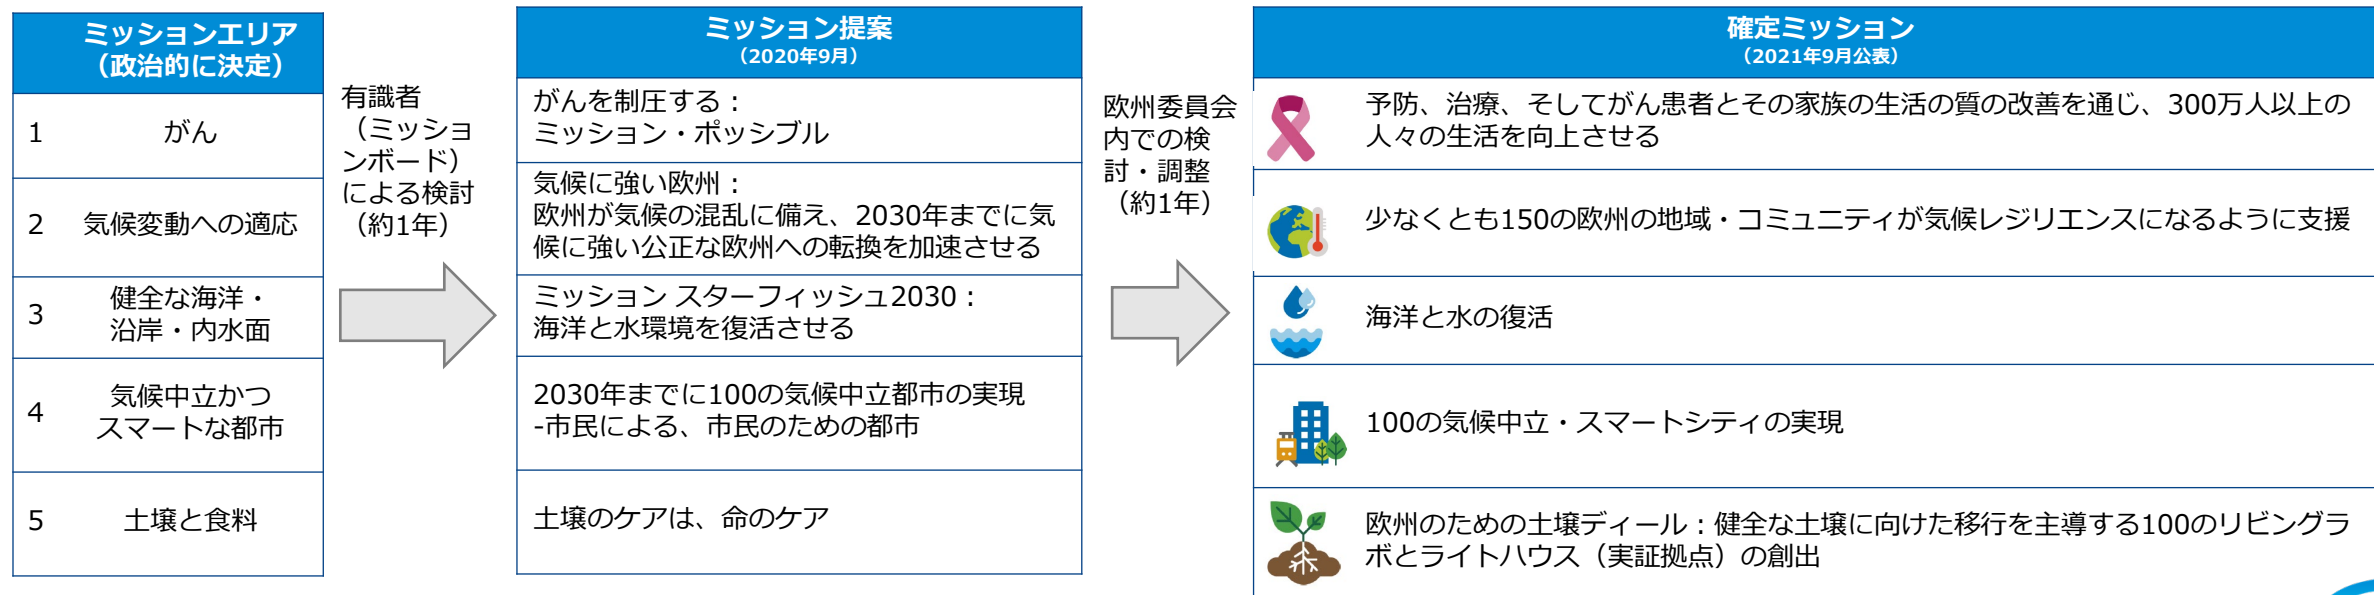 ミッションエリア
（政治的に決定）
1
がん
2
気候変動への適応
3
健全な海洋・
沿岸・内水面
4
気候中立かつ
スマートな都市
5
土壌と食料
有識者
（ミッショ
ンボード）
による検討
（約1年）
ミッション提案
（2020年9月）
がんを制圧する：
ミッション・ポッシブル
気候に強い欧州：
欧州が気候の混乱に備え、2030年までに気
候に強い公正な欧州への転換を加速させる
ミッション スターフィッシュ2030：
海洋と水環境を復活させる
2030年までに100の気候中立都市の実現
-市民による、市民のための都市
土壌のケアは、命のケア
欧州委員会
内での検
討・調整
（約1年）
確定ミッション
（2021年9月公表）
予防、治療、そしてがん患者とその家族の生活の質の改善を通じ、300万人以上の
人々の生活を向上させる
少なくとも150の欧州の地域・コミュニティが気候レジリエンスになるように支援
海洋と水の復活
100の気候中立・スマートシティの実現
欧州のための土壌ディール：健全な土壌に向けた移行を主導する100のリビングラ
ボとライトハウス（実証拠点）の創出